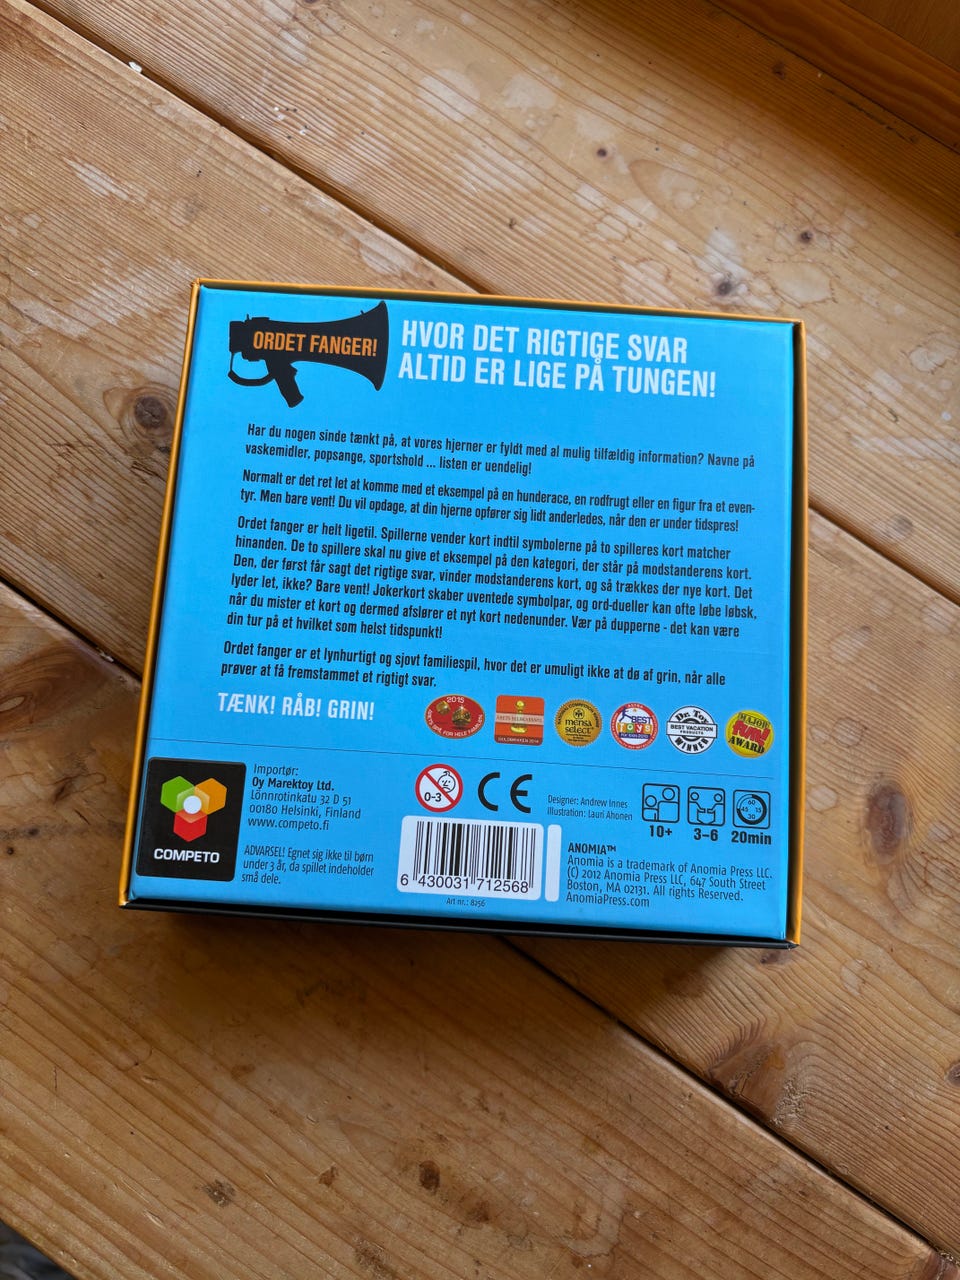 ORDET FANGER!
HVOR DET RIGTIGE SVAR
ALTID ER LIGE PÅ TUNGEN!
Har du nogen sinde tænkt på, at vores hjerner er fyldt med al mulig tilfældig information? Navne på
vaskemidler, popsange, sportshold ... listen er uendelig!
Normalt er det ret let at komme med et eksempel på en hunderace, en rodfrugt eller en figur fra et even-
tyr. Men bare vent! Du vil opdage, at din hjerne opfører sig lidt anderledes, når den er under tidspres!
Ordet fanger er helt ligetil. Spillerne vender kort indtil symbolerne på to spilleres kort matcher
hinanden. De to spillere skal nu give et eksempel på den kategori, der står på modstanderens kort.
Den, der først får sagt det rigtige svar, vinder modstanderens kort, og så trækkes der nye kort. Det
lyder let, ikke? Bare vent! Jokerkort skaber uventede symbolpar, og ord-dueller kan ofte løbe løbsk,
når du mister et kort og dermed afslører et nyt kort nedenunder. Vær på dupperne - det kan være
din tur på et hvilket som helst tidspunkt!
Ordet fanger er et lynhurtigt og sjovt familiespil, hvor det er umuligt ikke at dø af grin, når alle
prøver at få fremstammet et rigtigt svar.
TÆNK! RÅB! GRIN!
2015
mensa
select
BEST
TOYS
Dr. Toy
BEST VACATION
PRODUCTS
WINNER
MAJOR
FUN!
AWARD
COMPETO
Importør:
Oy Marektoy Ltd.
Lönnrotinkatu 32 D 51
00180 Helsinki, Finland
www.competo.fi
ADVARSEL! Egnet sig ikke til børn
under 3 år, da spillet indeholder
små dele.
0-3
CE
6 430031 712568
Art nr.: 8256
Designer: Andrew Innes
Illustration: Lauri Ahonen
10+
3-6
60
45 15
30
20min
ANOMIA™
Anomia is a trademark of Anomia Press LLC.
(C) 2012 Anomia Press LLC, 647 South Street
Boston, MA 02131. All rights Reserved.
AnomiaPress.com